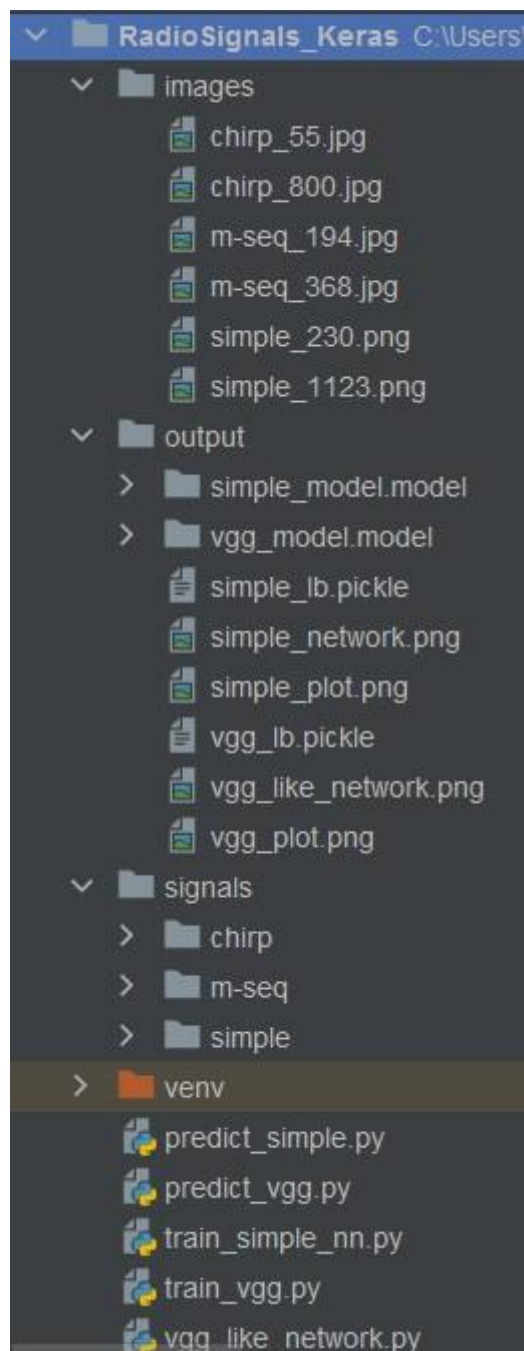 RadioSignals_Keras C:\Users\
images
chirp_55.jpg
chirp_800.jpg
m-seq_194.jpg
m-seq_368.jpg
simple_230.png
simple_1123.png
output
simple_model.model
vgg_model.model
simple_lb.pickle
simple_network.png
simple_plot.png
vgg_lb.pickle
vgg_like_network.png
vgg_plot.png
signals
chirp
m-seq
simple
venv
predict_simple.py
predict_vgg.py
train_simple_nn.py
train_vgg.py
vgg_like_network.py